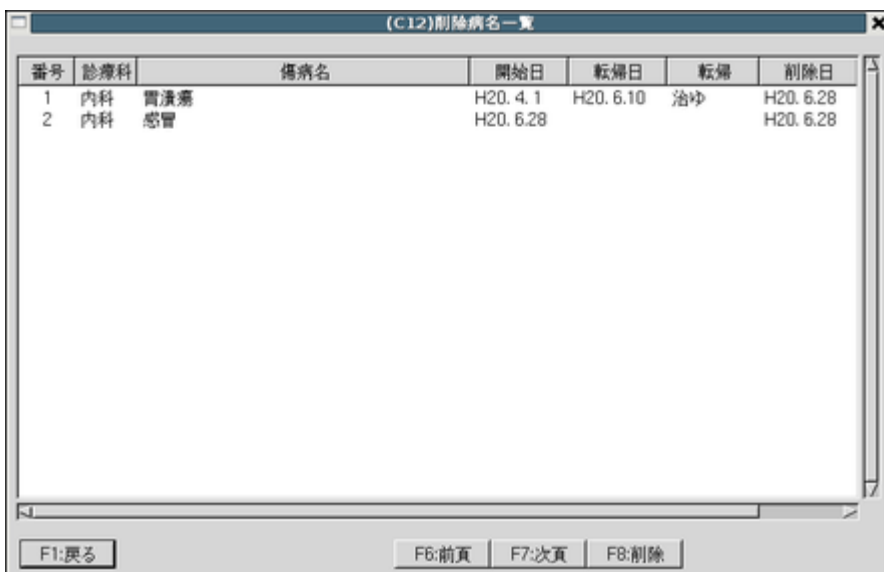 (C12)削除病名一覧
番号 診療科 傷病名 開始日 転帰日 転帰 削除日
1 内科 胃潰瘍 H20. 4. 1 H20. 6.10 治ゆ H20. 6.28
2 内科 感冒 H20. 6.28 H20. 6.28
F1:戻る F6:前頁 F7:次頁 F8:削除